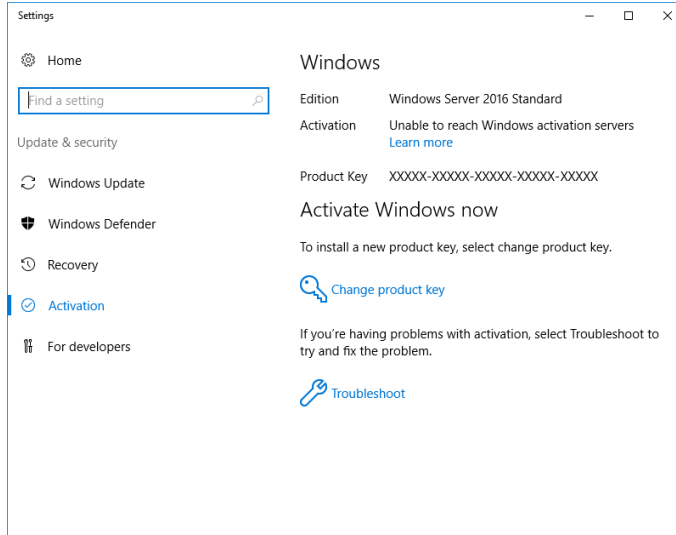 Settings
Home
Find a setting
Update & security
Windows Update
Windows Defender
Recovery
Activation
For developers
Windows
Edition Windows Server 2016 Standard
Activation Unable to reach Windows activation servers
Learn more
Product Key XXXXX-XXXXX-XXXXX-XXXXX-XXXXX
Activate Windows now
To install a new product key, select change product key.
Change product key
If you're having problems with activation, select Troubleshoot to
try and fix the problem.
Troubleshoot